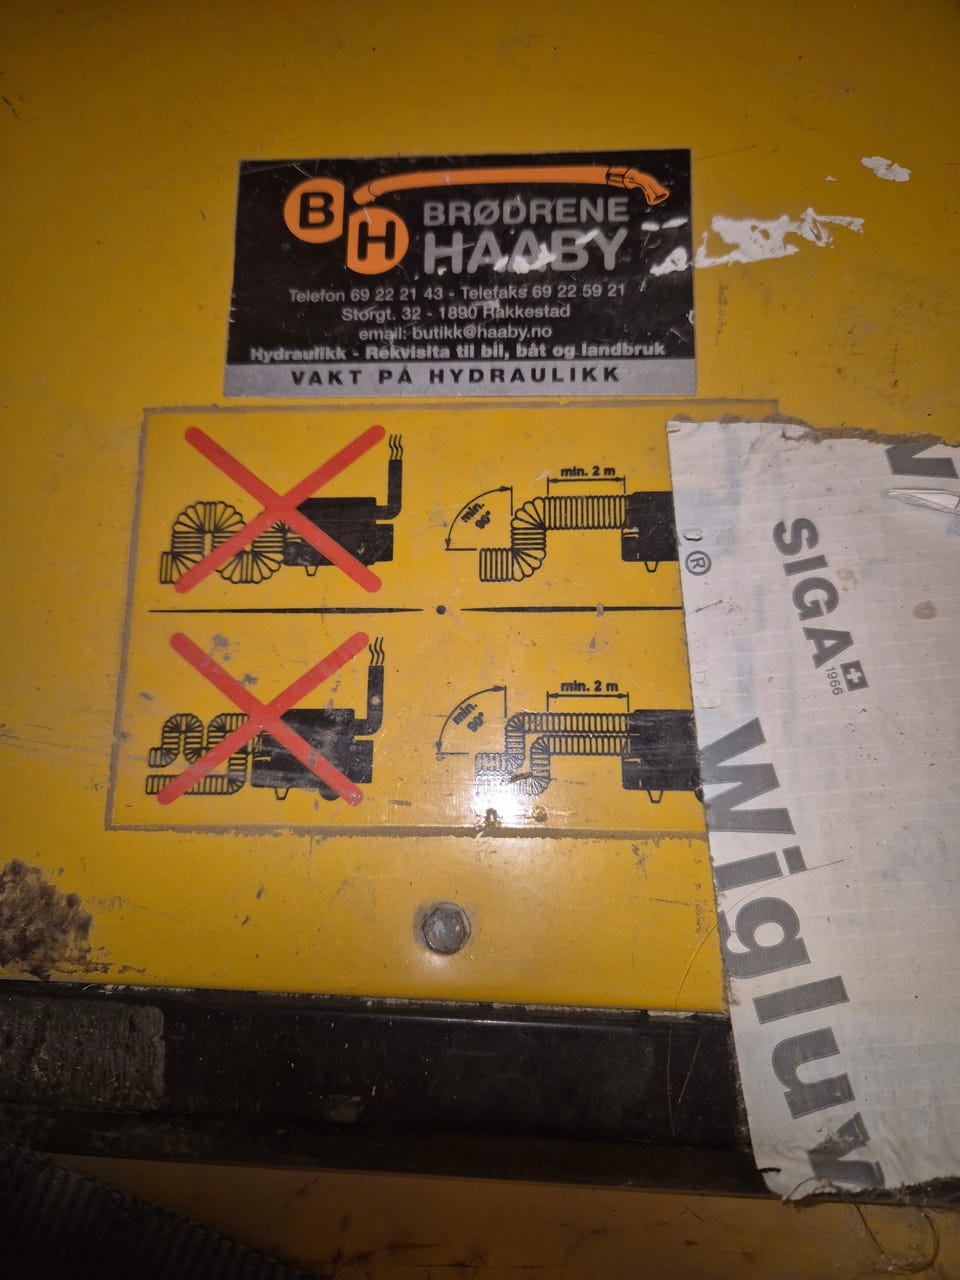 BH
BRØDRENE
HAABY
Telefon 69 22 21 43 - Telefaks 69 22 59 21
Storgt. 32 - 1890 Rakkestad
email: butikk@haaby.no
Hydraulikk - Rekvisita til bil, båt og landbruk
VAKT PÅ HYDRAULIKK
min. 2 m
min.
90°
min. 2 m
min.
90°
®
SIGA
1966
Wigluv